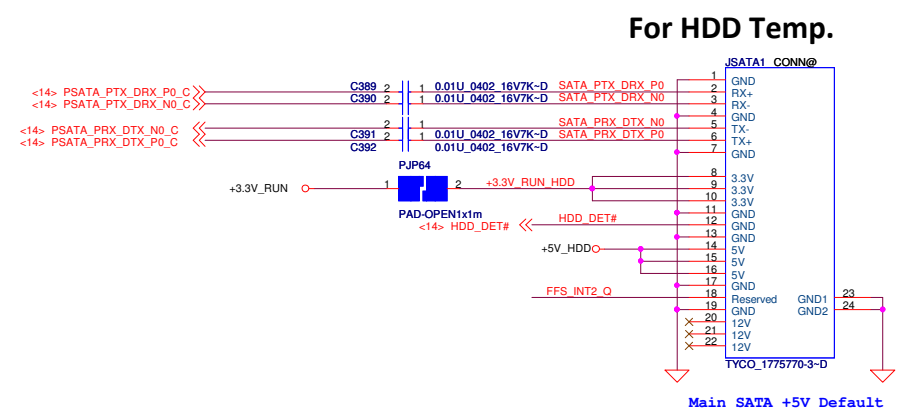 For HDD Temp.
JSATA1 CONN@
<14> PSATA_PTX_DRX_P0_C C389 2 1 0.01U_0402_16V7K~D SATA_PTX_DRX_P0 1 GND
<14> PSATA_PTX_DRX_N0_C C390 2 1 0.01U_0402_16V7K~D SATA_PTX_DRX_N0 2 RX+
3 RX-
4 GND
<14> PSATA_PRX_DTX_N0_C 2 1 SATA_PRX_DTX_N0 5 TX-
<14> PSATA_PRX_DTX_P0_C C391 2 1 0.01U_0402_16V7K~D SATA_PRX_DTX_P0 6 TX+
C392 0.01U_0402_16V7K~D 7 GND
PJP64
8 3.3V
+3.3V_RUN 1 2 +3.3V_RUN_HDD 9 3.3V
10 3.3V
PAD-OPEN1x1m 11 GND
<14> HDD_DET# HDD_DET# 12 GND
13 GND
+5V_HDD 14 5V
15 5V
16 5V
17 GND
FFS_INT2_Q 18 Reserved GND1 23
19 GND GND2 24
20 12V
21 12V
22 12V
TYCO_1775770-3~D
Main SATA +5V Default